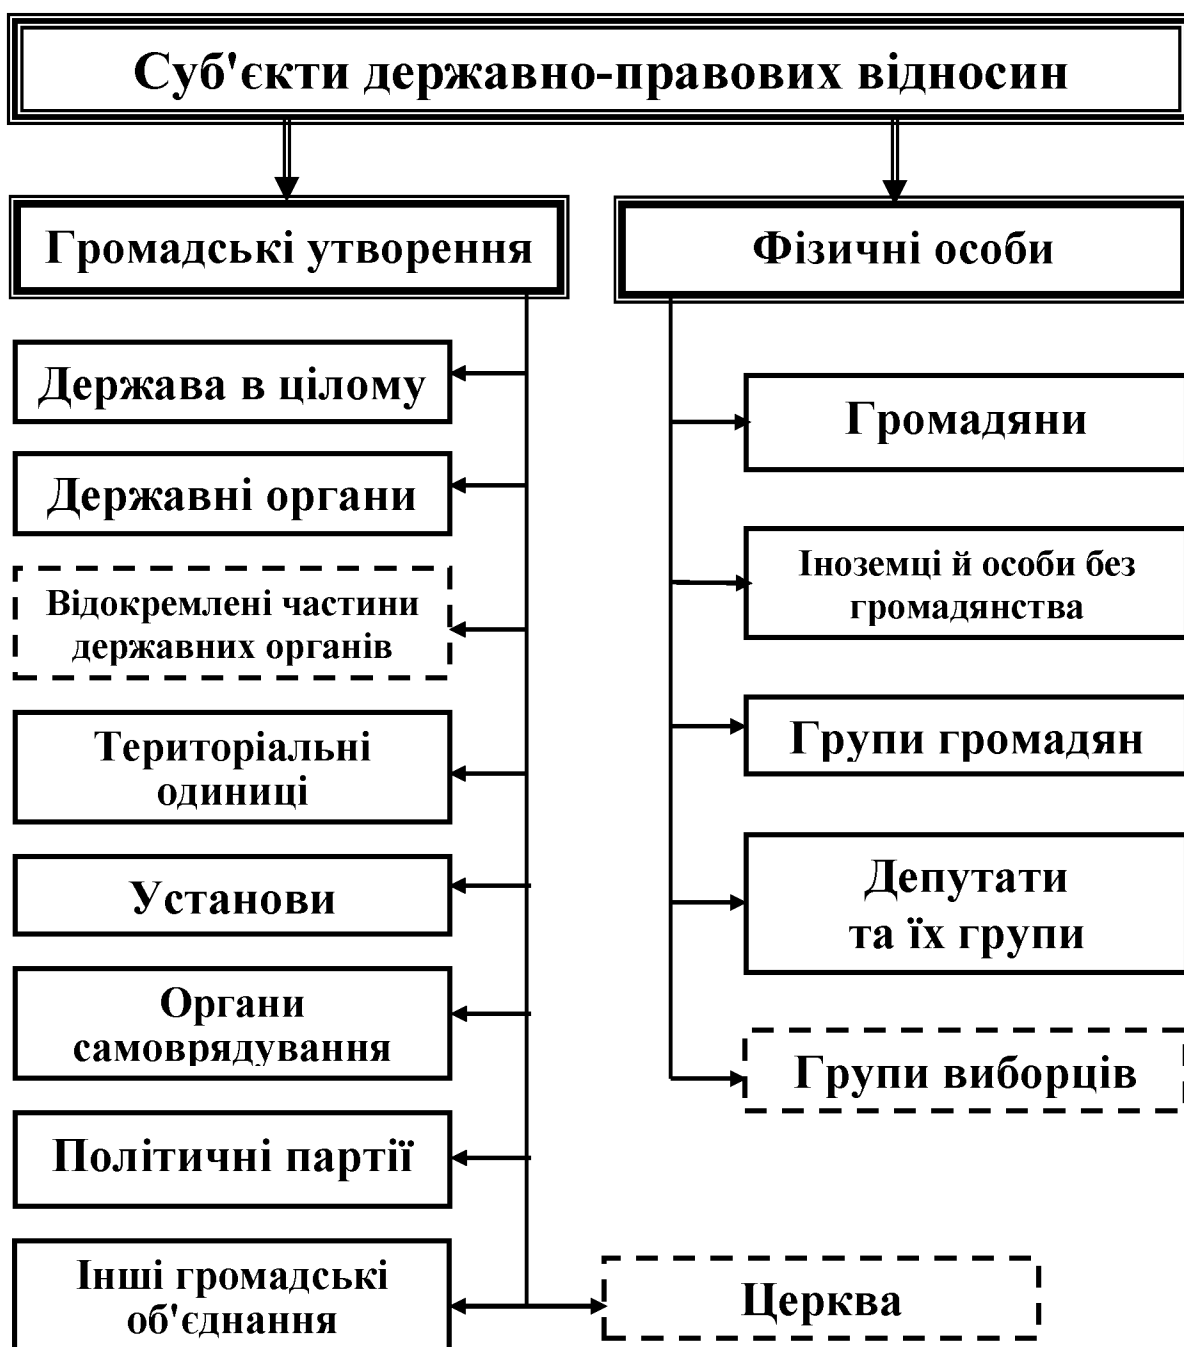 Суб'єкти державно-правових відносин
Громадські утворення
Фізичні особи
Держава в цілому
Державні органи
Відокремлені частини
державних органів
Територіальні
одиниці
Установи
Органи
самоврядування
Політичні партії
Інші громадські
об'єднання
Церква
Громадяни
Іноземці й особи без
громадянства
Групи громадян
Депутати
та їх групи
Групи виборців